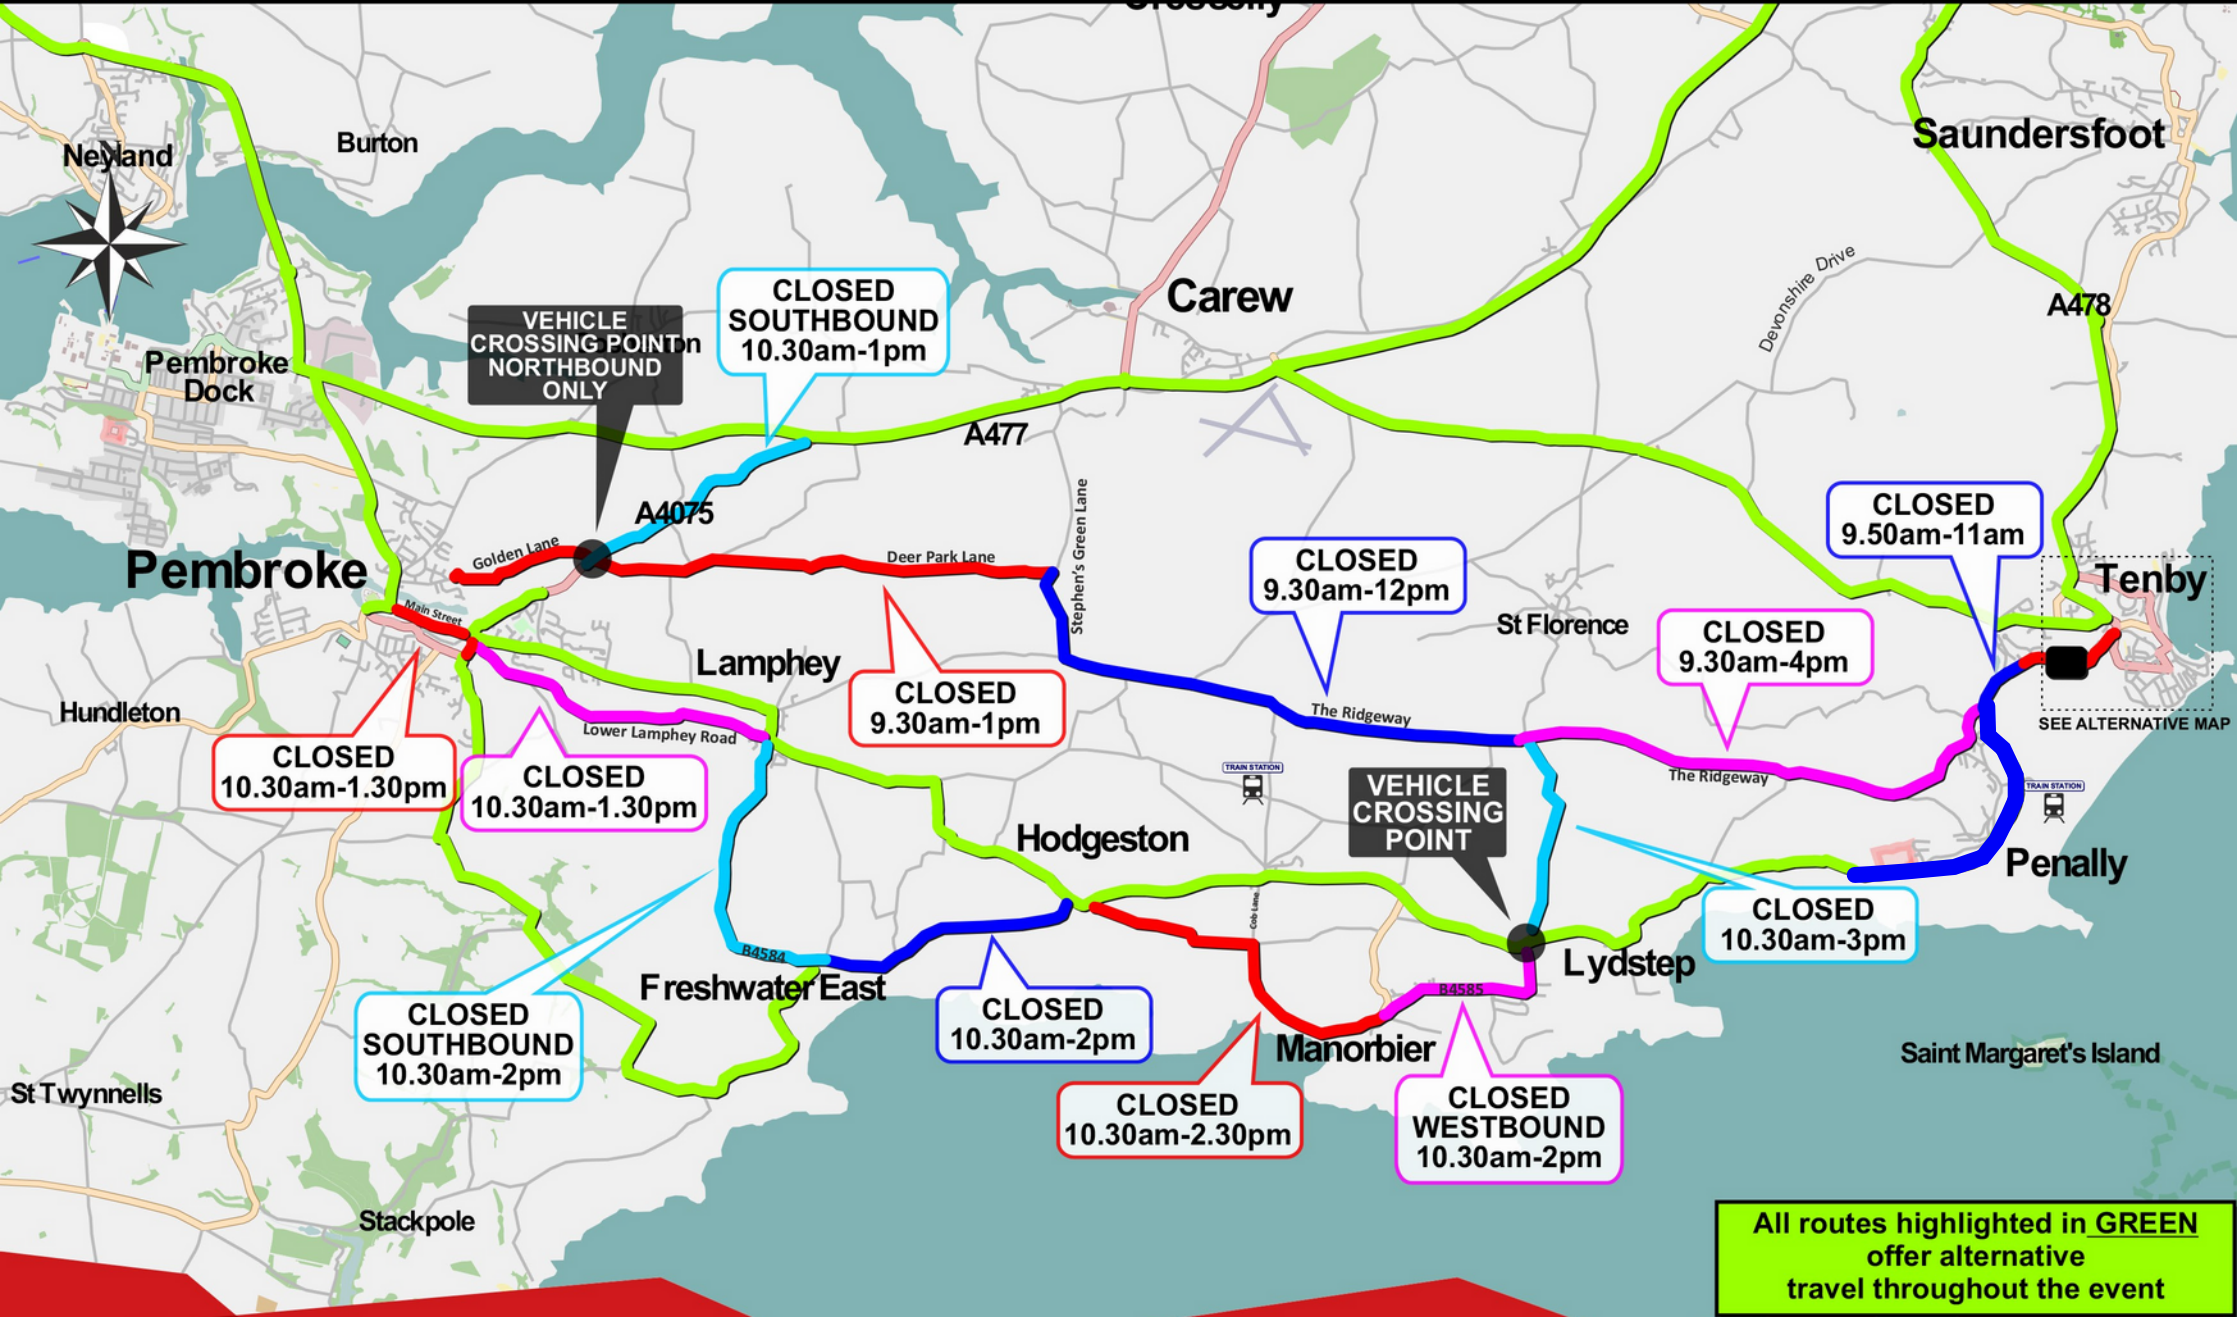 Neyland
Burton
Saundersfoot
Devonshire Drive
A478
Carew
CLOSED
SOUTHBOUND
10.30am-1pm
VEHICLE
CROSSING POINT
NORTHBOUND
ONLY
Pembroke
Dock
A477
A4075
Golden Lane
Deer Park Lane
Stephen's Green Lane
Pembroke
Main Street
CLOSED
9.50am-11am
CLOSED
9.30am-12pm
Tenby
St Florence
CLOSED
9.30am-4pm
Lamphey
CLOSED
9.30am-1pm
The Ridgeway
SEE ALTERNATIVE MAP
Hundleton
Lower Lamphey Road
CLOSED
10.30am-1.30pm
CLOSED
10.30am-1.30pm
TRAIN STATION
VEHICLE
CROSSING
POINT
The Ridgeway
TRAIN STATION
Hodgeston
Penally
Cob Lane
CLOSED
10.30am-3pm
B4584
Freshwater East
Lydstep
B4585
CLOSED
SOUTHBOUND
10.30am-2pm
CLOSED
10.30am-2pm
Manorbier
Saint Margaret's Island
St Twynnells
CLOSED
10.30am-2.30pm
CLOSED
WESTBOUND
10.30am-2pm
Stackpole
All routes highlighted in GREEN
offer alternative
travel throughout the event